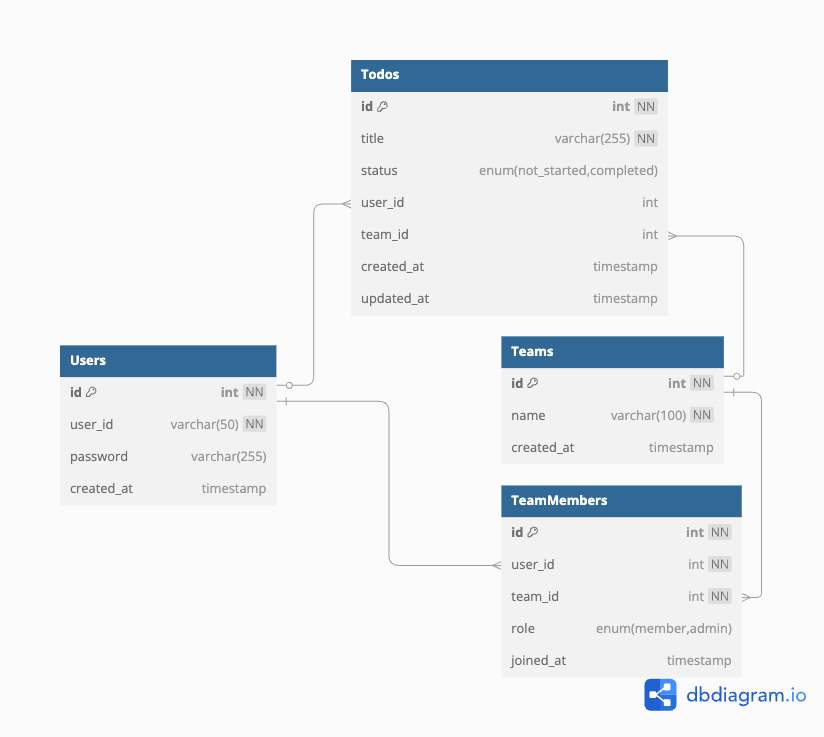 Todos
id int NN
title varchar(255) NN
status enum(not_started,completed)
user_id int
team_id int
created_at timestamp
updated_at timestamp
Users
id int NN
user_id varchar(50) NN
password varchar(255)
created_at timestamp
Teams
id int NN
name varchar(100) NN
created_at timestamp
TeamMembers
id int NN
user_id int NN
team_id int NN
role enum(member,admin)
joined_at timestamp
dbdiagram.io